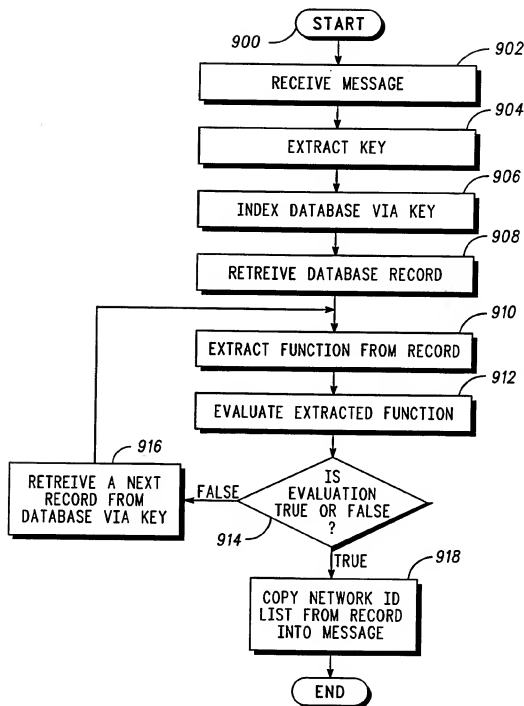 START
900
902
RECEIVE MESSAGE
904
EXTRACT KEY
906
INDEX DATABASE VIA KEY
908
RETREIVE DATABASE RECORD
910
EXTRACT FUNCTION FROM RECORD
912
EVALUATE EXTRACTED FUNCTION
916
RETREIVE A NEXT
RECORD FROM
DATABASE VIA KEY
FALSE
IS
EVALUATION
TRUE OR FALSE
?
914
TRUE
918
COPY NETWORK ID
LIST FROM RECORD
INTO MESSAGE
END